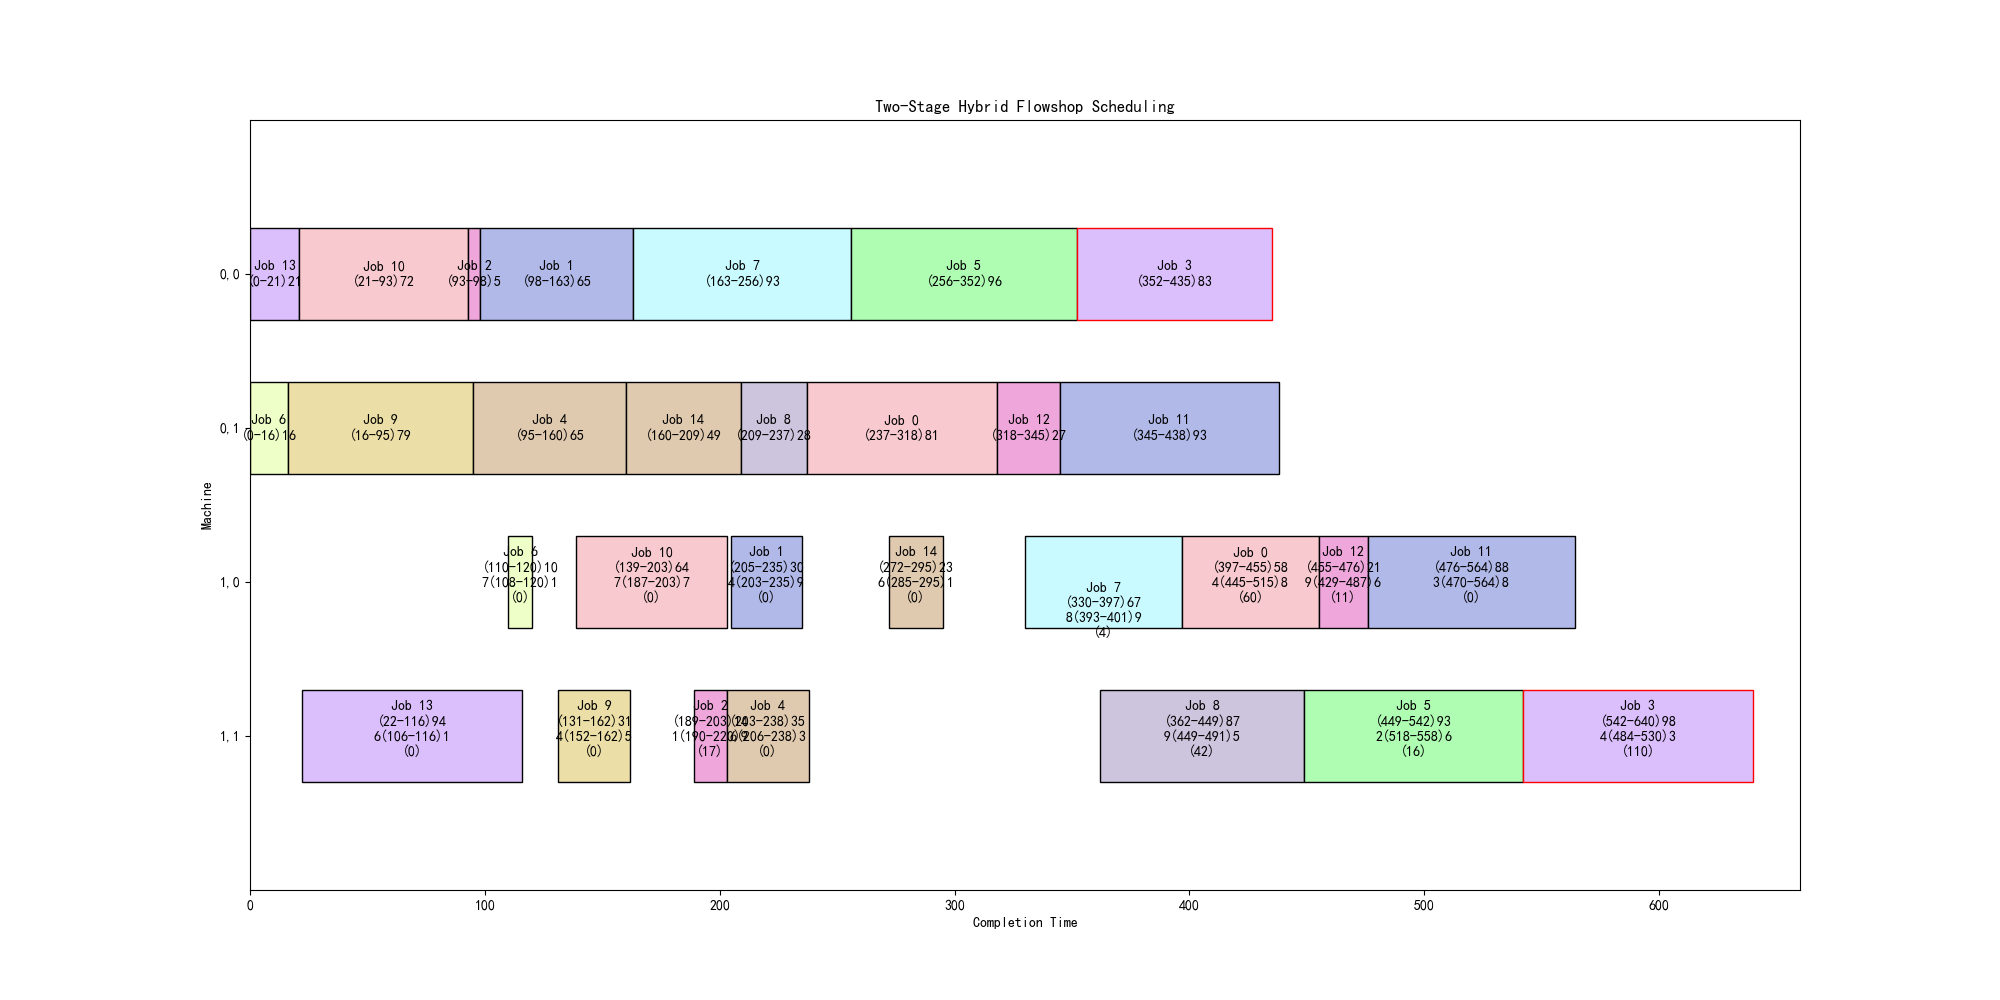 Two-Stage Hybrid Flowshop Scheduling
Machine
0,0
Job 13
(0-21)21
Job 10
(21-93)72
Job 2
(93-98)5
Job 1
(98-163)65
Job 7
(163-256)93
Job 5
(256-352)96
Job 3
(352-435)83
0,1
Job 6
(0-16)16
Job 9
(16-95)79
Job 4
(95-160)65
Job 14
(160-209)49
Job 8
(209-237)28
Job 0
(237-318)81
Job 12
(318-345)27
Job 11
(345-438)93
1,0
Job 6
(110-120)10
7(108-120)1
(0)
Job 10
(139-203)64
7(187-203)7
(0)
Job 1
(205-235)30
4(203-235)9
(0)
Job 14
(272-295)23
6(285-295)1
(0)
Job 7
(330-397)67
8(393-401)9
(4)
Job 0
(397-455)58
4(445-515)8
(60)
Job 12
(455-476)21
9(429-487)6
(11)
Job 11
(476-564)88
3(470-564)8
(0)
1,1
Job 13
(22-116)94
6(106-116)1
(0)
Job 9
(131-162)31
4(152-162)5
(0)
Job 2
(189-203)14
(17)
Job 4
(203-238)35
(0)
Job 8
(362-449)87
9(449-491)5
(42)
Job 5
(449-542)93
2(518-558)6
(16)
Job 3
(542-640)98
4(484-530)3
(110)
0
100
200
300
400
500
600
Completion Time